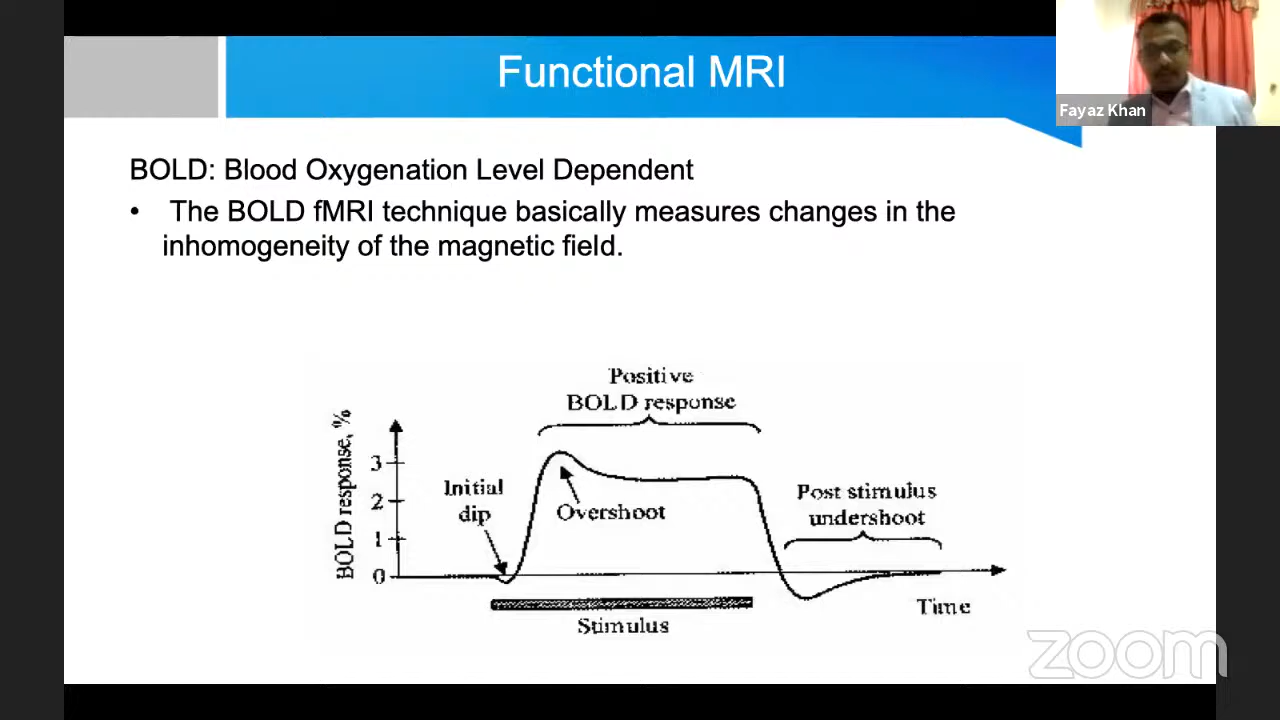 Functional MRI
Fayaz Khan
BOLD: Blood Oxygenation Level Dependent
• The BOLD fMRI technique basically measures changes in the
inhomogeneity of the magnetic field.
Positive
BOLD response
BOLD response, %
3
2
1
0
Initial
dip
Overshoot
Post stimulus
undershoot
Time
Stimulus
zoom